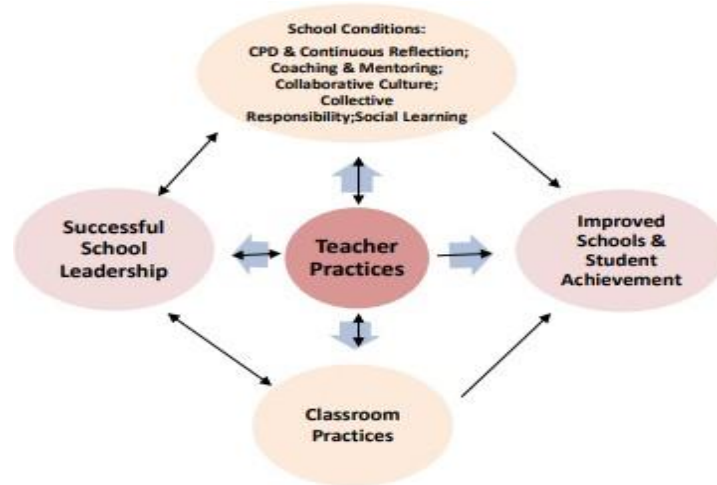 School Conditions:
CPD & Continuous Reflection;
Coaching & Mentoring;
Collaborative Culture;
Collective
Responsibility;Social Learning
Successful
School
Leadership
Teacher
Practices
Improved
Schools &
Student
Achievement
Classroom
Practices